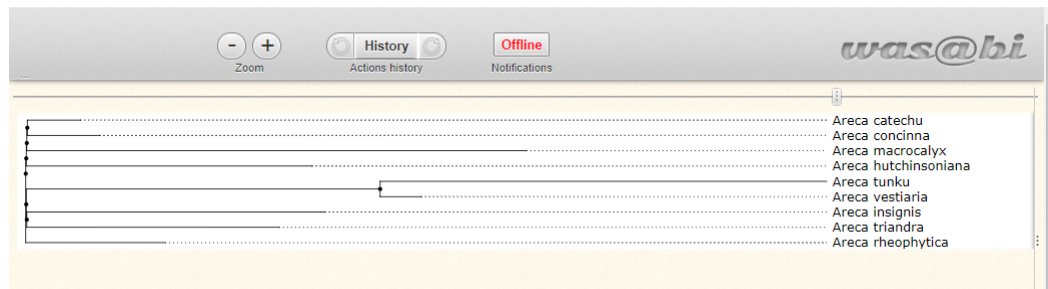 -
+
History
Offline
was@bi
Zoom
Actions history
Notifications
...
Areca catechu
Areca concinna
Areca macrocalyx
Areca hutchinsoniana
Areca tunku
Areca vestiaria
Areca insignis
Areca triandra
Areca rheophytica